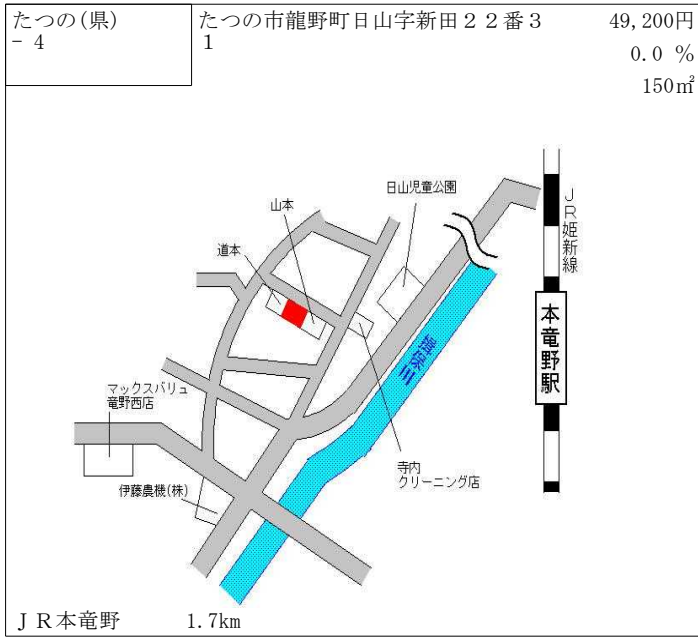 たつの(県)
- 4
たつの市龍野町日山字新田２２番３
１
49,200円
0.0 %
150㎡
日山児童公園
ＪＲ姫新線
山本
道本
本竜野駅
マックスバリュ
竜野西店
寺内
クリーニング店
伊藤農機(株)
ＪＲ本竜野 1.7km